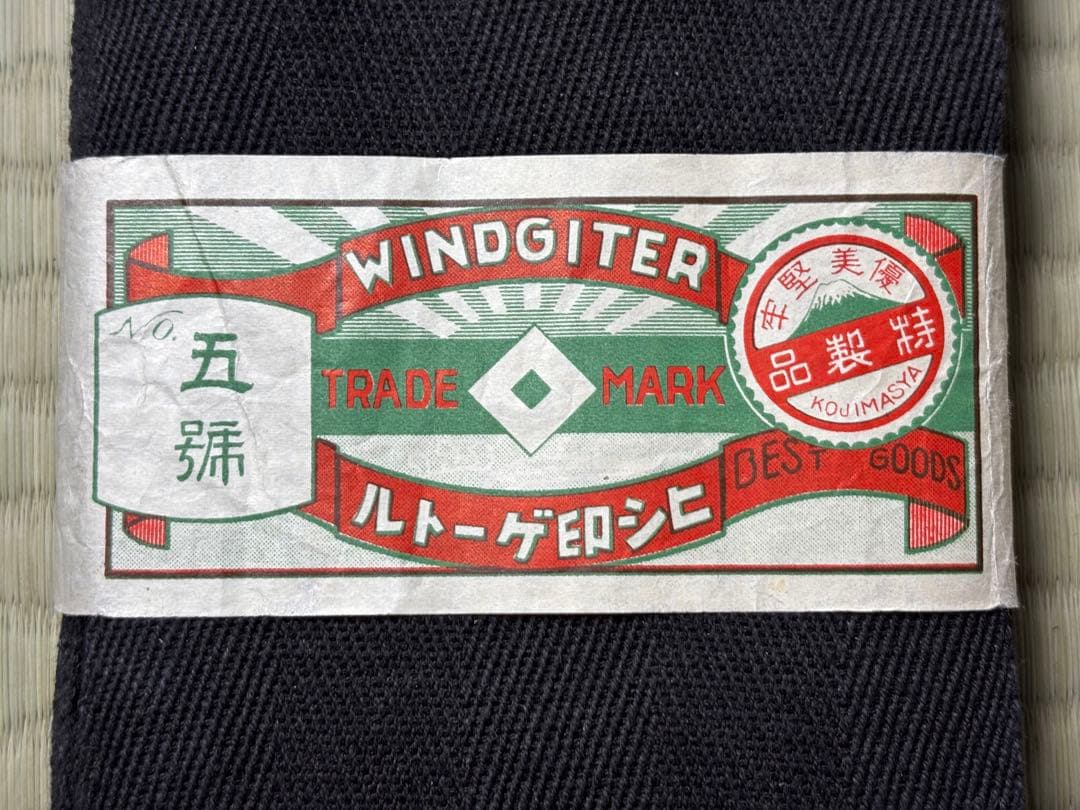 WINDGITER
優美堅牢
特製品
KOJIMASYA
No.
五號
TRADE MARK
BEST GOODS
ヒシ印ゲートル